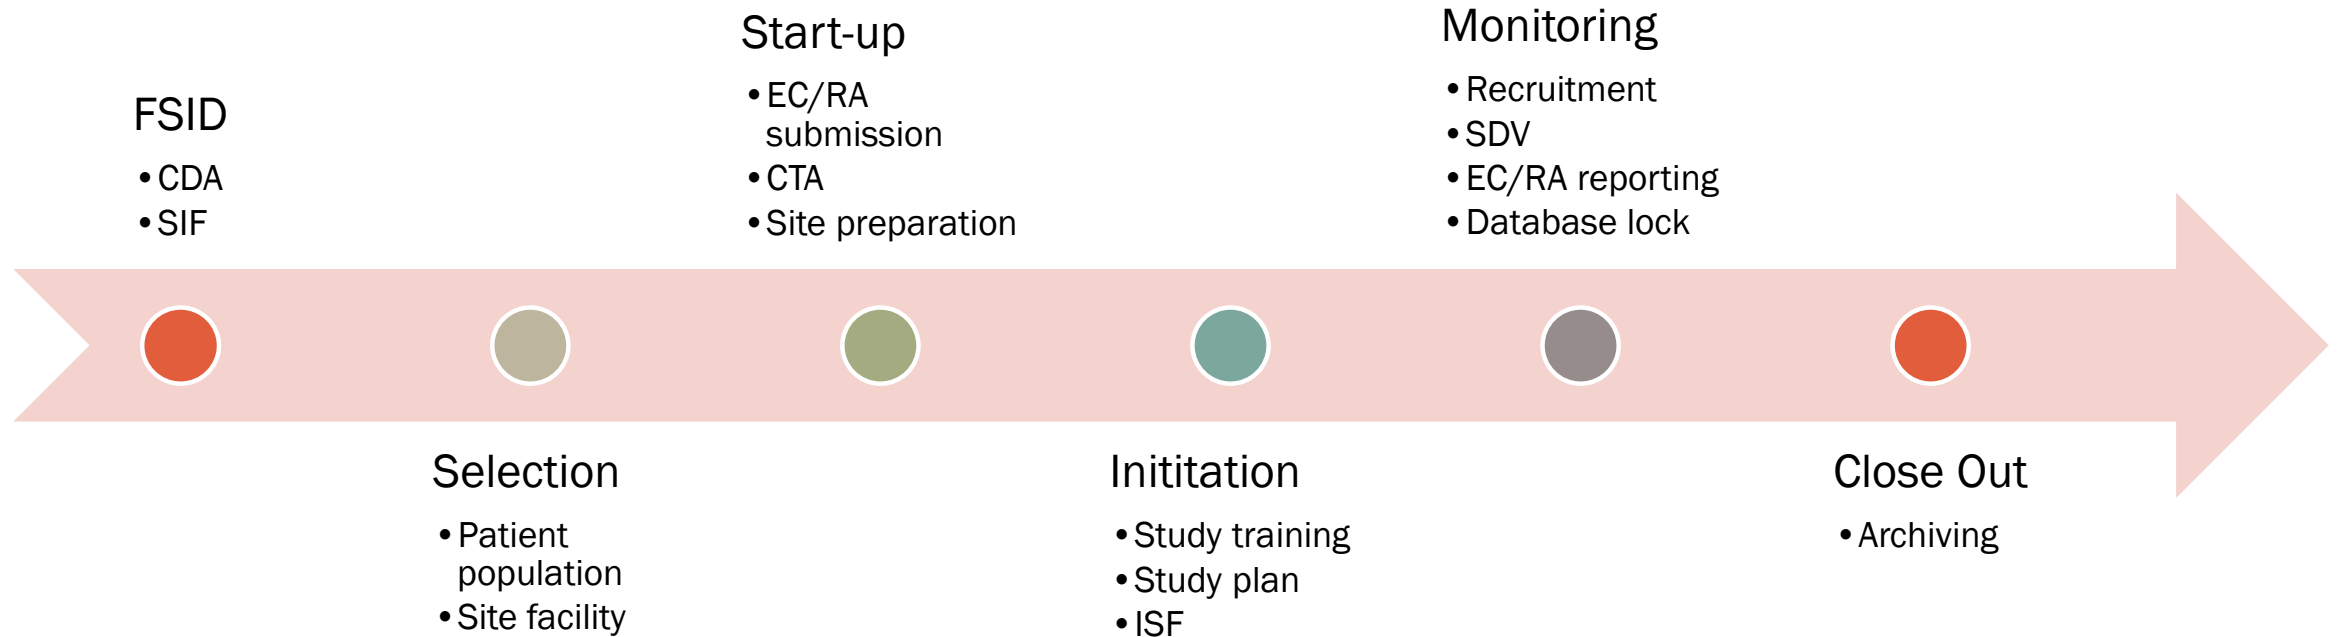 FSID
•CDA
•SIF
Selection
•Patient
population
•Site facility
Start-up
•EC/RA
submission
•CTA
•Site preparation
Inititation
•Study training
•Study plan
•ISF
Monitoring
•Recruitment
•SDV
•EC/RA reporting
•Database lock
Close Out
•Archiving